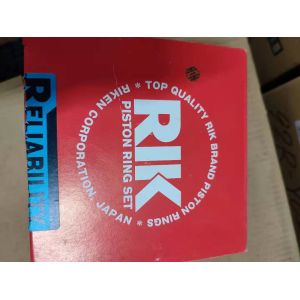 RIK
PISTON RING SET
* TOP QUALITY RIK BRAND PISTON RINGS *
RIKEN CORPORATION, JAPAN
RELIABILITY